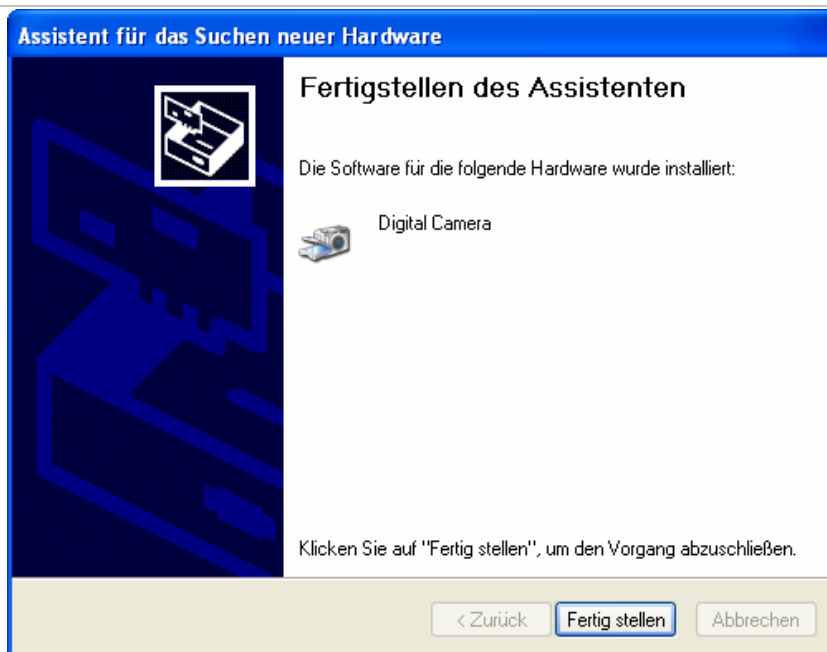 Assistent für das Suchen neuer Hardware
Fertigstellen des Assistenten
Die Software für die folgende Hardware wurde installiert:
Digital Camera
Klicken Sie auf "Fertig stellen", um den Vorgang abzuschließen.
< Zurück Fertig stellen Abbrechen